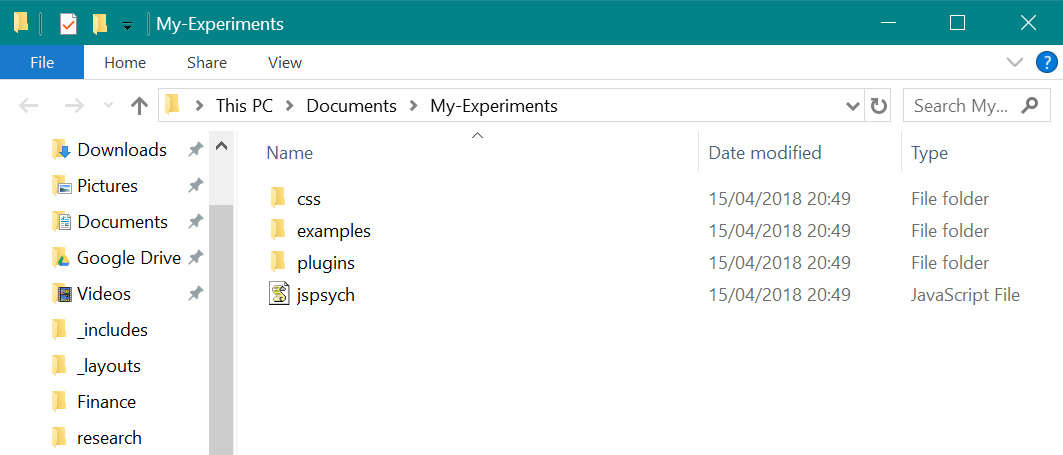 My-Experiments
File Home Share View ?
This PC Documents My-Experiments Search My...
Name Date modified Type
Downloads
Pictures
Documents
Google Drive
Videos
_includes
_layouts
Finance
research
css 15/04/2018 20:49 File folder
examples 15/04/2018 20:49 File folder
plugins 15/04/2018 20:49 File folder
jspsych 15/04/2018 20:49 JavaScript File